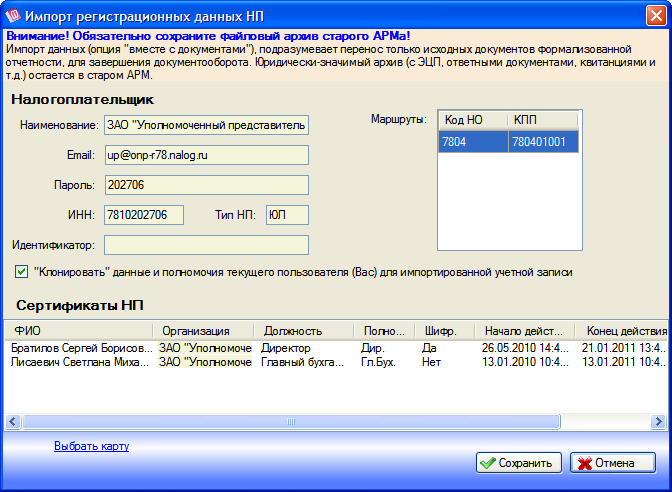 Импорт регистрационных данных НП
Внимание! Обязательно сохраните файловый архив старого АРМа!
Импорт данных (опция "вместе с документами"), подразумевает перенос только исходных документов формализованной
отчетности, для завершения документооборота. Юридически-значимый архив (с ЭЦП, ответными документами, квитанциями и
т.д.) остается в старом АРМ.
Налогоплательщик
Наименование: ЗАО "Уполномоченный представитель
Маршруты: Код НО КПП
7804 780401001
Email: up@onp-r78.nalog.ru
Пароль: 202706
ИНН: 7810202706 Тип НП: ЮЛ
Идентификатор:
"Клонировать" данные и полномочия текущего пользователя (Вас) для импортированной учетной записи
Сертификаты НП
ФИО Организация Должность Полно... Шифр. Начало дейст... Конец действия
Братилов Сергей Борисов... ЗАО "Уполномоче Директор Дир. Да 26.05.2010 14:4... 21.01.2011 13:4...
Лисаевич Светлана Миха... ЗАО "Уполномоче Главный бухга... Гл.Бух. Нет 13.01.2010 10:4... 13.01.2011 10:4...
Выбрать карту
Сохранить Отмена